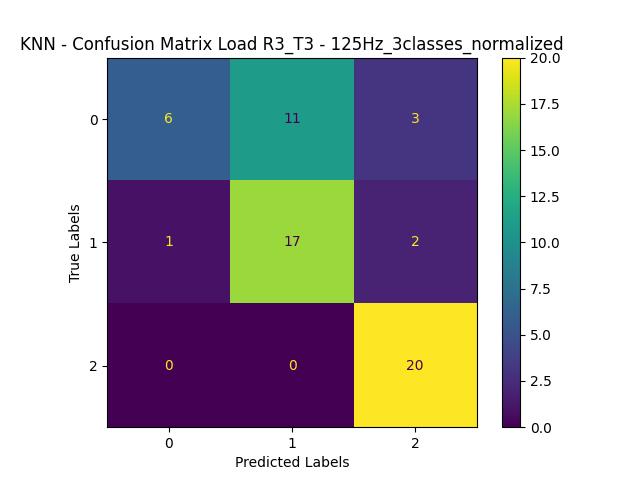 KNN - Confusion Matrix Load R3_T3 - 125Hz_3classes_normalized
True Labels
0 6 11 3
1 1 17 2
2 0 0 20
0 1 2
Predicted Labels
20.0
17.5
15.0
12.5
10.0
7.5
5.0
2.5
0.0